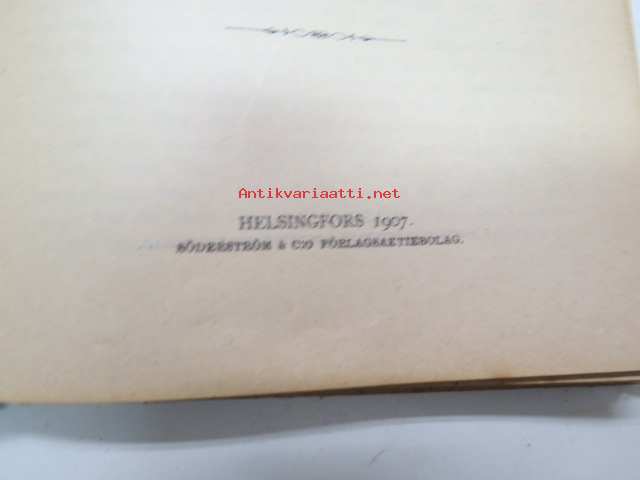 Antikvariaatti.net
HELSINGFORS 1907.
SÖDERSTRÖM & C:O FÖRLAGSAKTIEBOLAG.